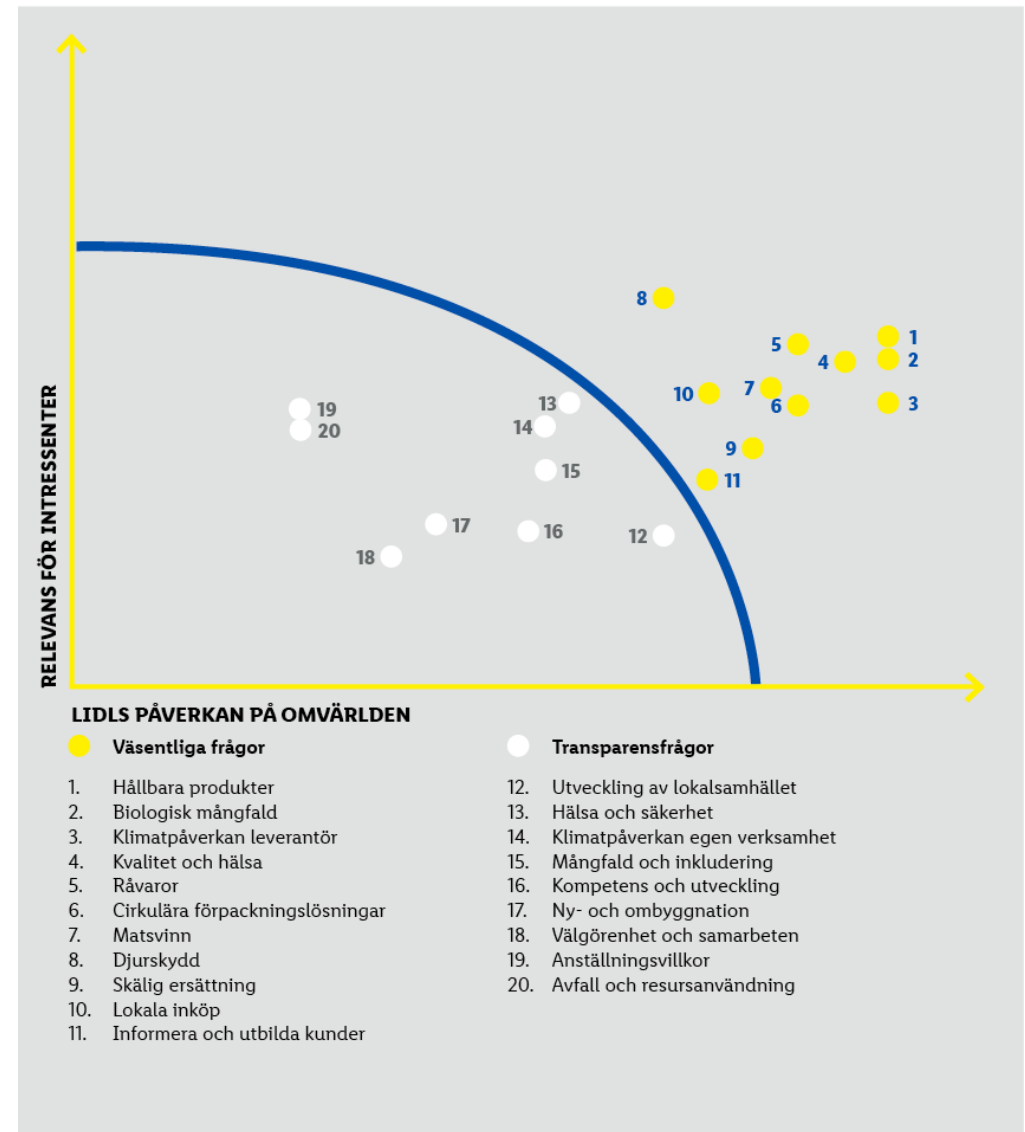 8
1
5
2
4
7
10
3
13
6
19
14
20
9
15
11
17
16
12
18
RELEVANS FÖR INTRESSENTER
LIDLS PÅVERKAN PÅ OMVÄRLDEN
Väsentliga frågor
1. Hållbara produkter
2. Biologisk mångfald
3. Klimatpåverkan leverantör
4. Kvalitet och hälsa
5. Råvaror
6. Cirkulära förpackningslösningar
7. Matsvinn
8. Djurskydd
9. Skälig ersättning
10. Lokala inköp
11. Informera och utbilda kunder
Transparensfrågor
12. Utveckling av lokalsamhället
13. Hälsa och säkerhet
14. Klimatpåverkan egen verksamhet
15. Mångfald och inkludering
16. Kompetens och utveckling
17. Ny- och ombyggnation
18. Välgörenhet och samarbeten
19. Anställningsvillkor
20. Avfall och resursanvändning